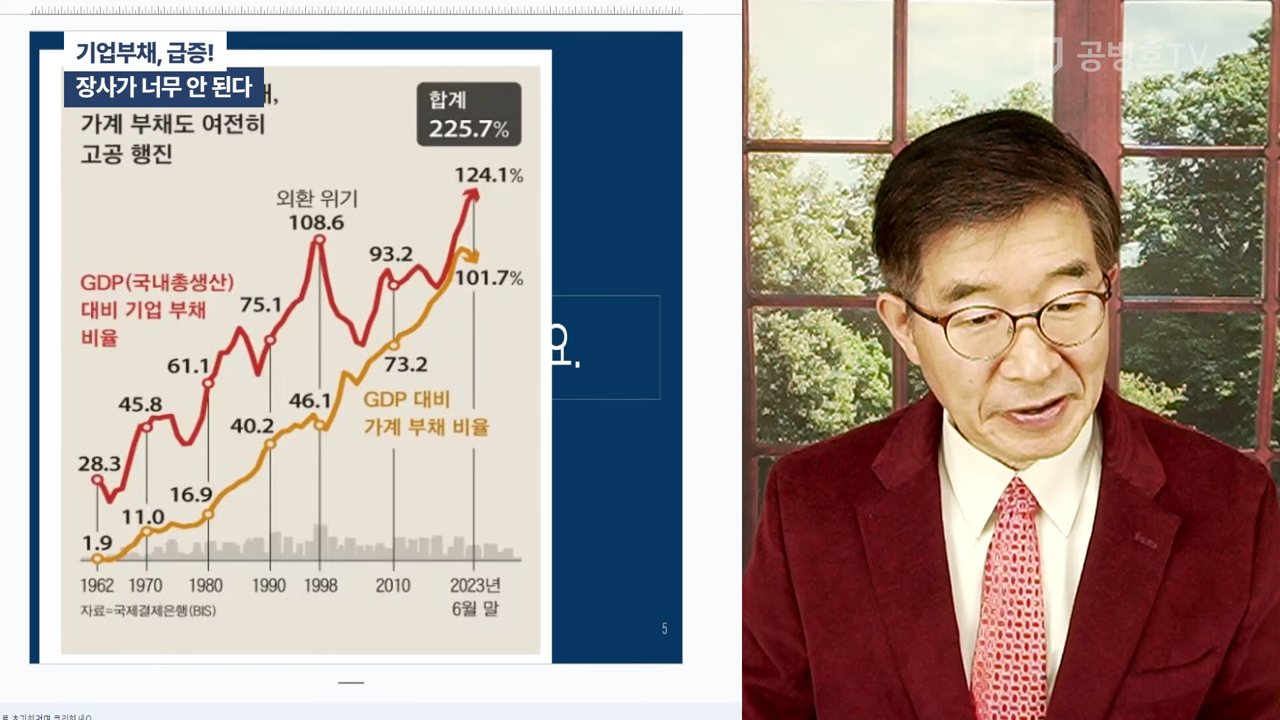 기업부채, 급증!
장사가 너무 안 된다
가계 부채도 여전히
고공 행진
합계
225.7%
124.1%
외환 위기
108.6
93.2
101.7%
GDP(국내총생산)
대비 기업 부채
비율
75.1
61.1
73.2
45.8
46.1
GDP 대비
가계 부채 비율
40.2
28.3
16.9
11.0
1.9
1962 1970 1980 1990 1998 2010 2023년
6월 말
자료=국제결제은행(BIS)
요.
5
공병호TV